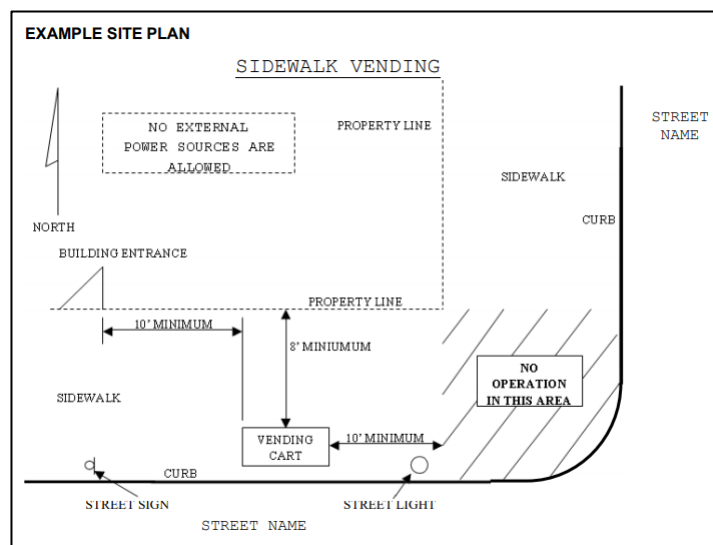 EXAMPLE SITE PLAN
SIDEWALK VENDING
NO EXTERNAL
POWER SOURCES ARE
ALLOWED
PROPERTY LINE
STREET
NAME
SIDEWALK
CURB
NORTH
BUILDING ENTRANCE
PROPERTY LINE
10' MINIMUM
8' MINIUMUM
NO
OPERATION
IN THIS AREA
SIDEWALK
VENDING
CART
10' MINIMUM
CURB
STREET SIGN
STREET LIGHT
STREET NAME